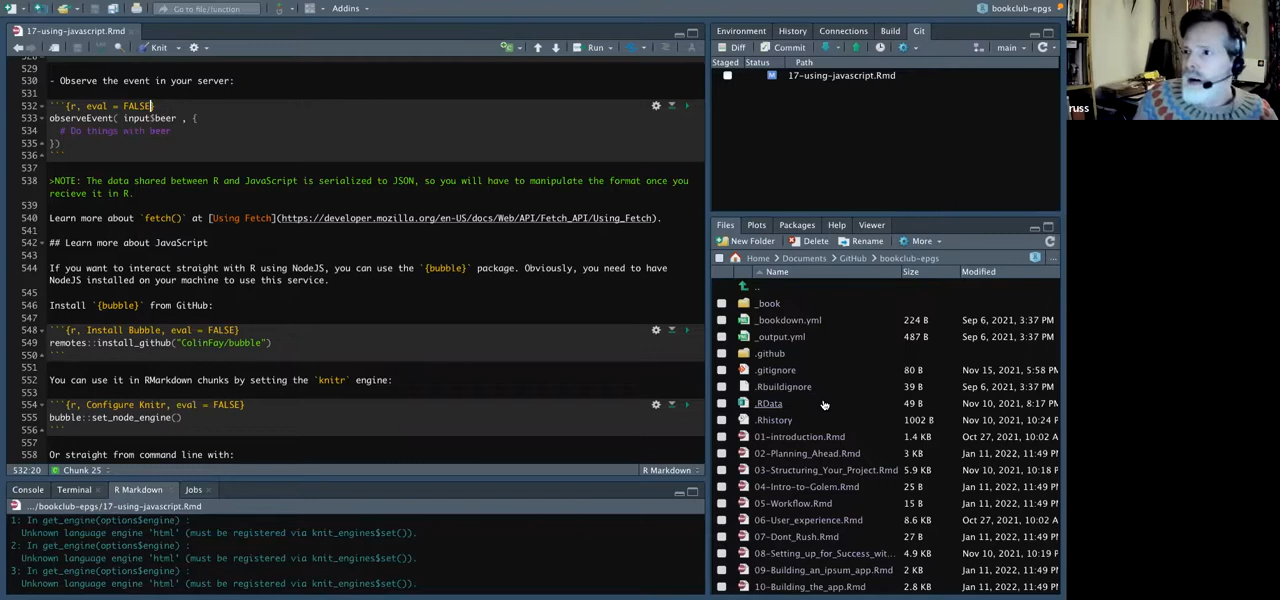 Go to file/function
Addins
bookclub-epgs
17-using-javascript.Rmd
Knit
Run
529
530 - Observe the event in your server:
531
532 ```{r, eval = FALSE}
533 observeEvent( input$beer , {
534 # Do things with beer
535 })
536 ```
537
538 >NOTE: The data shared between R and JavaScript is serialized to JSON, so you will have to manipulate the format once you
recieve it in R.
539
540 Learn more about `fetch()` at [Using Fetch](https://developer.mozilla.org/en-US/docs/Web/API/Fetch_API/Using_Fetch).
541
542 ## Learn more about JavaScript
543
544 If you want to interact straight with R using NodeJS, you can use the `{bubble}` package. Obviously, you need to have
NodeJS installed on your machine to use this service.
545
546 Install `{bubble}` from GitHub:
547
548 ```{r, Install Bubble, eval = FALSE}
549 remotes::install_github("ColinFay/bubble")
550 ```
551
552 You can use it in RMarkdown chunks by setting the `knitr` engine:
553
554 ```{r, Configure Knitr, eval = FALSE}
555 bubble::set_node_engine()
556 ```
557
558 Or straight from command line with:
532:20 Chunk 25 R Markdown
Console Terminal R Markdown Jobs
.../bookclub-epgs/17-using-javascript.Rmd
1: In get_engine(options$engine) :
Unknown language engine 'html' (must be registered via knit_engines$set()).
2: In get_engine(options$engine) :
Unknown language engine 'html' (must be registered via knit_engines$set()).
3: In get_engine(options$engine) :
Unknown language engine 'html' (must be registered via knit_engines$set()).
Environment History Connections Build Git
Diff Commit main
Staged Status Path
M 17-using-javascript.Rmd
Files Plots Packages Help Viewer
New Folder Delete Rename More
Home Documents GitHub bookclub-epgs
Name Size Modified
..
_book
_bookdown.yml 224 B Sep 6, 2021, 3:37 PM
_output.yml 487 B Sep 6, 2021, 3:37 PM
.github
.gitignore 80 B Nov 15, 2021, 5:58 PM
.Rbuildignore 39 B Sep 6, 2021, 3:37 PM
.RData 49 B Nov 10, 2021, 8:17 PM
.Rhistory 1002 B Nov 10, 2021, 10:24 P
01-introduction.Rmd 1.4 KB Oct 27, 2021, 10:02 A
02-Planning_Ahead.Rmd 3 KB Jan 11, 2022, 11:49 P
03-Structuring_Your_Project.Rmd 5.9 KB Nov 10, 2021, 10:18 P
04-Intro-to-Golem.Rmd 25 B Jan 11, 2022, 11:49 P
05-Workflow.Rmd 15 B Jan 11, 2022, 11:49 P
06-User_experience.Rmd 8.6 KB Oct 27, 2021, 10:02 A
07-Dont_Rush.Rmd 27 B Jan 11, 2022, 11:49 P
08-Setting_up_for_Success_wit... 4.9 KB Nov 10, 2021, 10:19 P
09-Building_an_ipsum_app.Rmd 2 KB Jan 11, 2022, 11:49 P
10-Building_the_app.Rmd 2.8 KB Jan 11, 2022, 11:49 P
russ